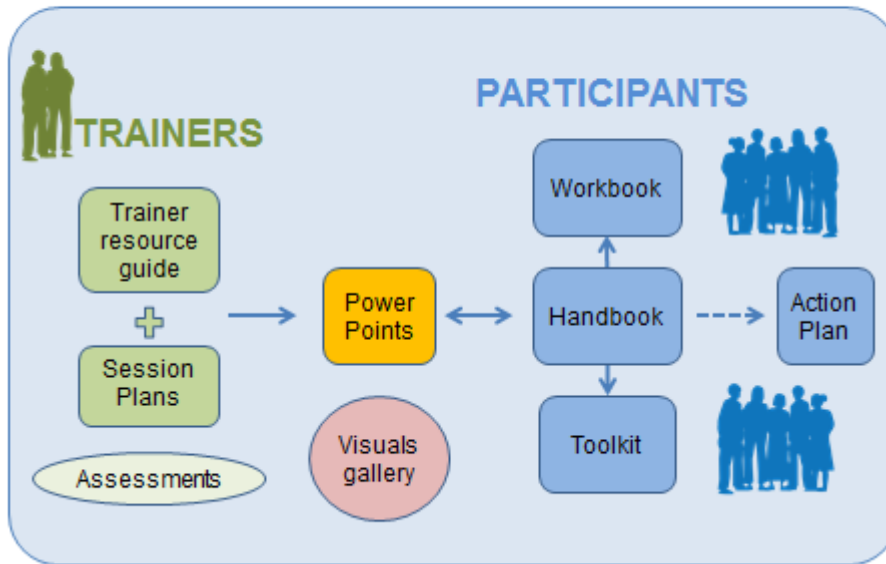 TRAINERS
PARTICIPANTS
Trainer
resource
guide
Session
Plans
Assessments
Power
Points
Visuals
gallery
Workbook
Handbook
Toolkit
Action
Plan